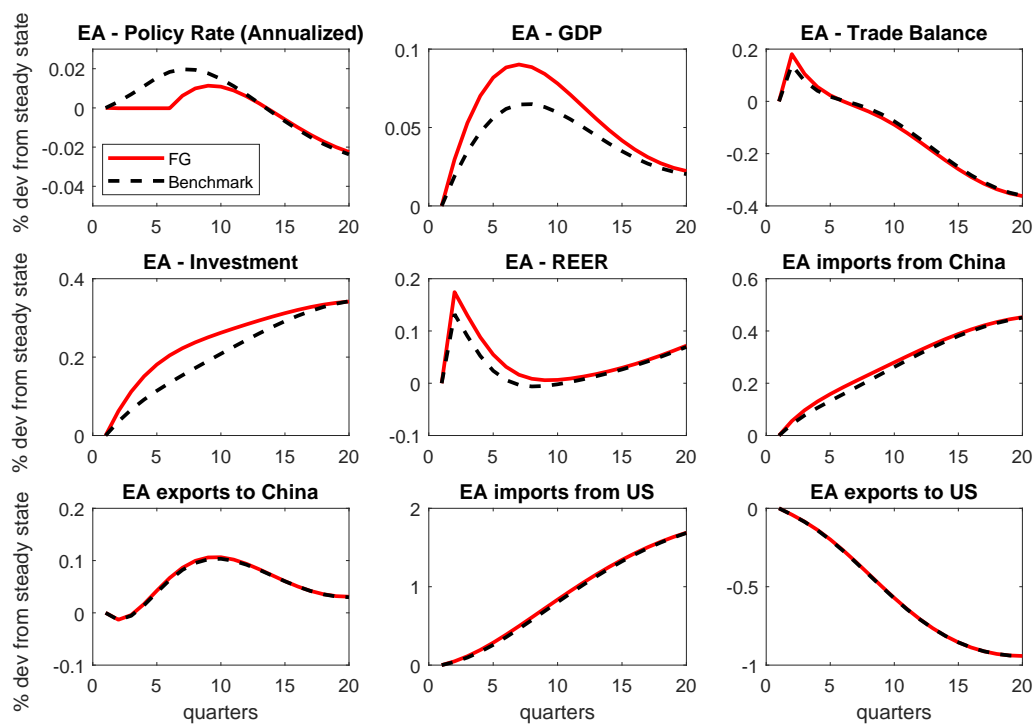 EA - Policy Rate (Annualized)
EA - GDP
EA - Trade Balance
% dev from steady state
0.02
0
-0.02
-0.04
FG
Benchmark
0 5 10 15 20
0.1
0.05
0
0 5 10 15 20
0.2
0
-0.2
-0.4
0 5 10 15 20
EA - Investment
EA - REER
EA imports from China
% dev from steady state
0.4
0.2
0
0 5 10 15 20
0.2
0.1
0
-0.1
0 5 10 15 20
0.6
0.4
0.2
0
0 5 10 15 20
EA exports to China
EA imports from US
EA exports to US
% dev from steady state
0.2
0.1
0
-0.1
0 5 10 15 20
quarters
2
1
0
0 5 10 15 20
quarters
0
-0.5
-1
0 5 10 15 20
quarters